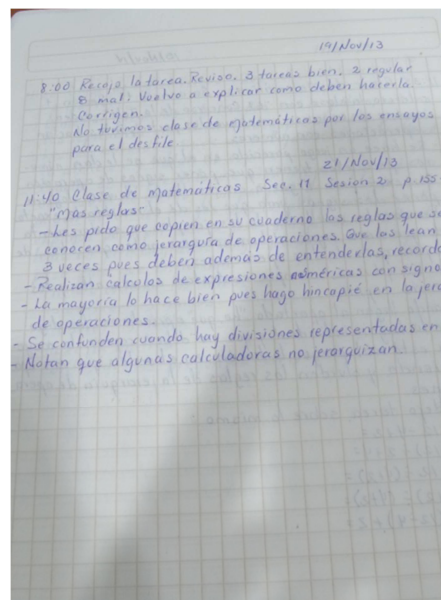 19/Nov/13
8:00 Recojo la tarea. Reviso. 3 tareas bien. 2 regular
8 mal: Vuelvo a explicar como deben hacerla.
Corrigen.
No tuvimos clase de matemáticas por los ensayos
para el desfile
21/Nov/13
11:40 Clase de matemáticas Sec. 11 Sesion 2 p.155
"mas reglas"
- Les pido que copien en su cuaderno las reglas que se
conocen como jerarquía de operaciones. Que las lean
3 veces pues deben además de entenderlas, recorda
- Realizan cálculos de expresiones numéricas con signo
- La mayoría lo hace bien pues hago hincapié en la jera
de operaciones.
- Se confunden cuando hay divisiones representadas en
- Notan que algunas calculadoras no jerarquizan.